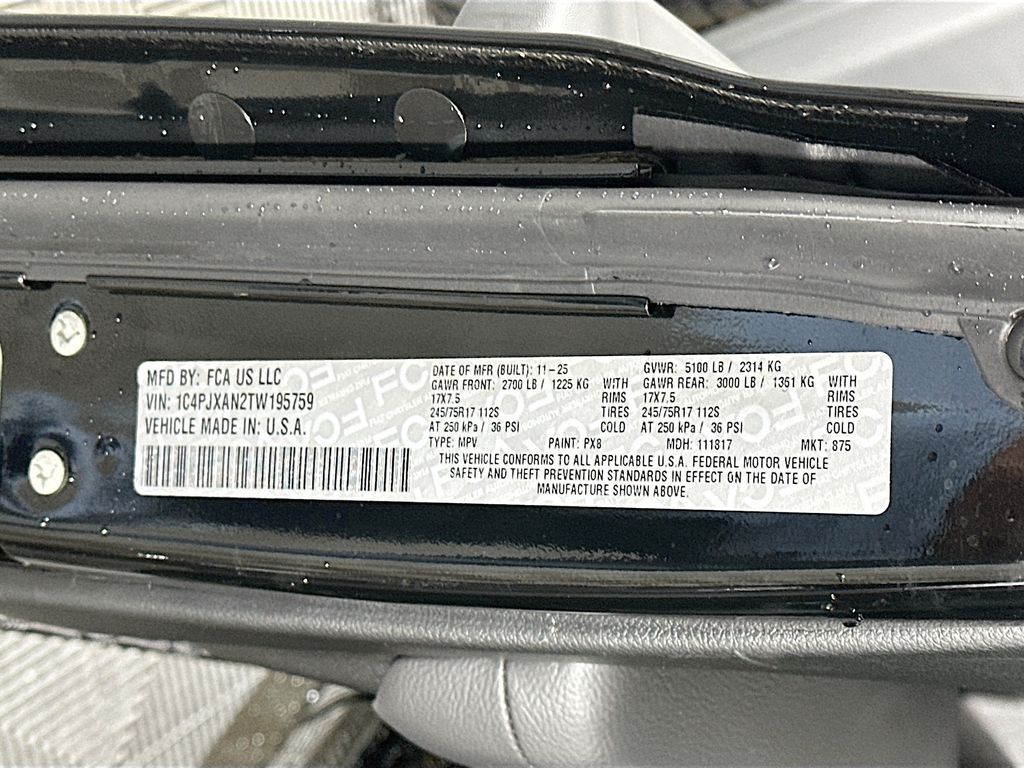 MFD BY: FCA US LLC
VIN: 1C4PJXAN2TW195759
VEHICLE MADE IN: U.S.A.
DATE OF MFR (BUILT): 11-25 GVWR: 5100 LB / 2314 KG
GAWR FRONT: 2700 LB / 1225 KG WITH GAWR REAR: 3000 LB / 1361 KG WITH
17X7.5 RIMS 17X7.5 RIMS
245/75R17 112S TIRES 245/75R17 112S TIRES
AT 250 kPa / 36 PSI COLD AT 250 kPa / 36 PSI COLD
TYPE: MPV PAINT: PX8 MDH: 111817 MKT: 875
THIS VEHICLE CONFORMS TO ALL APPLICABLE U.S.A. FEDERAL MOTOR VEHICLE
SAFETY AND THEFT PREVENTION STANDARDS IN EFFECT ON THE DATE OF
MANUFACTURE SHOWN ABOVE.